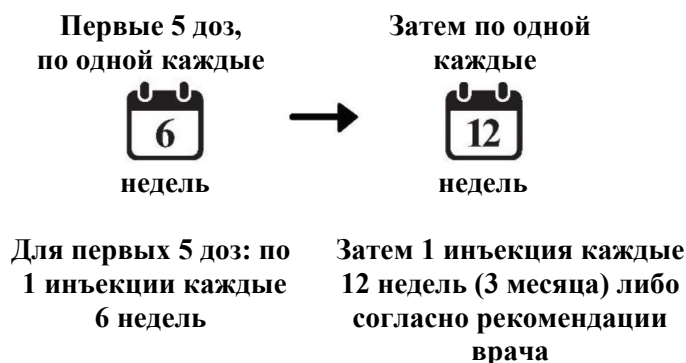 Первые 5 доз,
по одной каждые
6
недель
Затем по одной
каждые
12
недель
Для первых 5 доз: по
1 инъекции каждые
6 недель
Затем 1 инъекция каждые
12 недель (3 месяца) либо
согласно рекомендации
врача